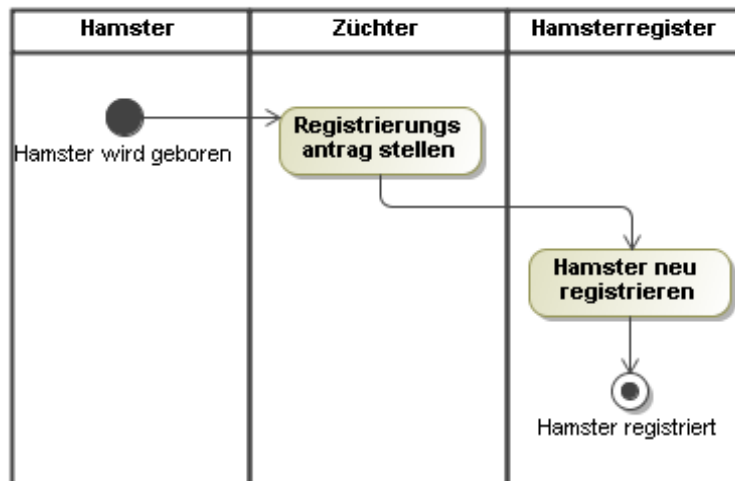 Hamster
Züchter
Hamsterregister
Hamster wird geboren
Registrierungs
antrag stellen
Hamster neu
registrieren
Hamster registriert